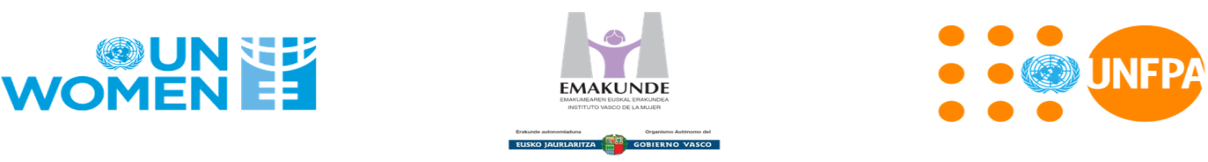 UN
WOMEN
EMAKUNDE
EMAKUMEAREN EUSKAL ERAKUNDEA
INSTITUTO VASCO DE LA MUJER
Erakunde autonomiaduna Organismo Autónomo del
EUSKO JAURLARITZA GOBIERNO VASCO
UNFPA